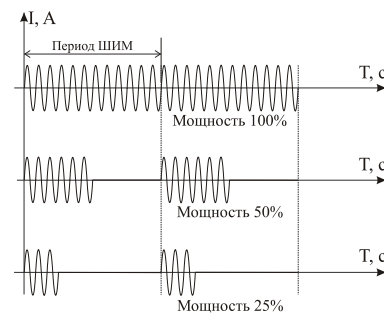 I, А
Период ШИМ
Т, с
Мощность 100%
Т, с
Мощность 50%
Т, с
Мощность 25%